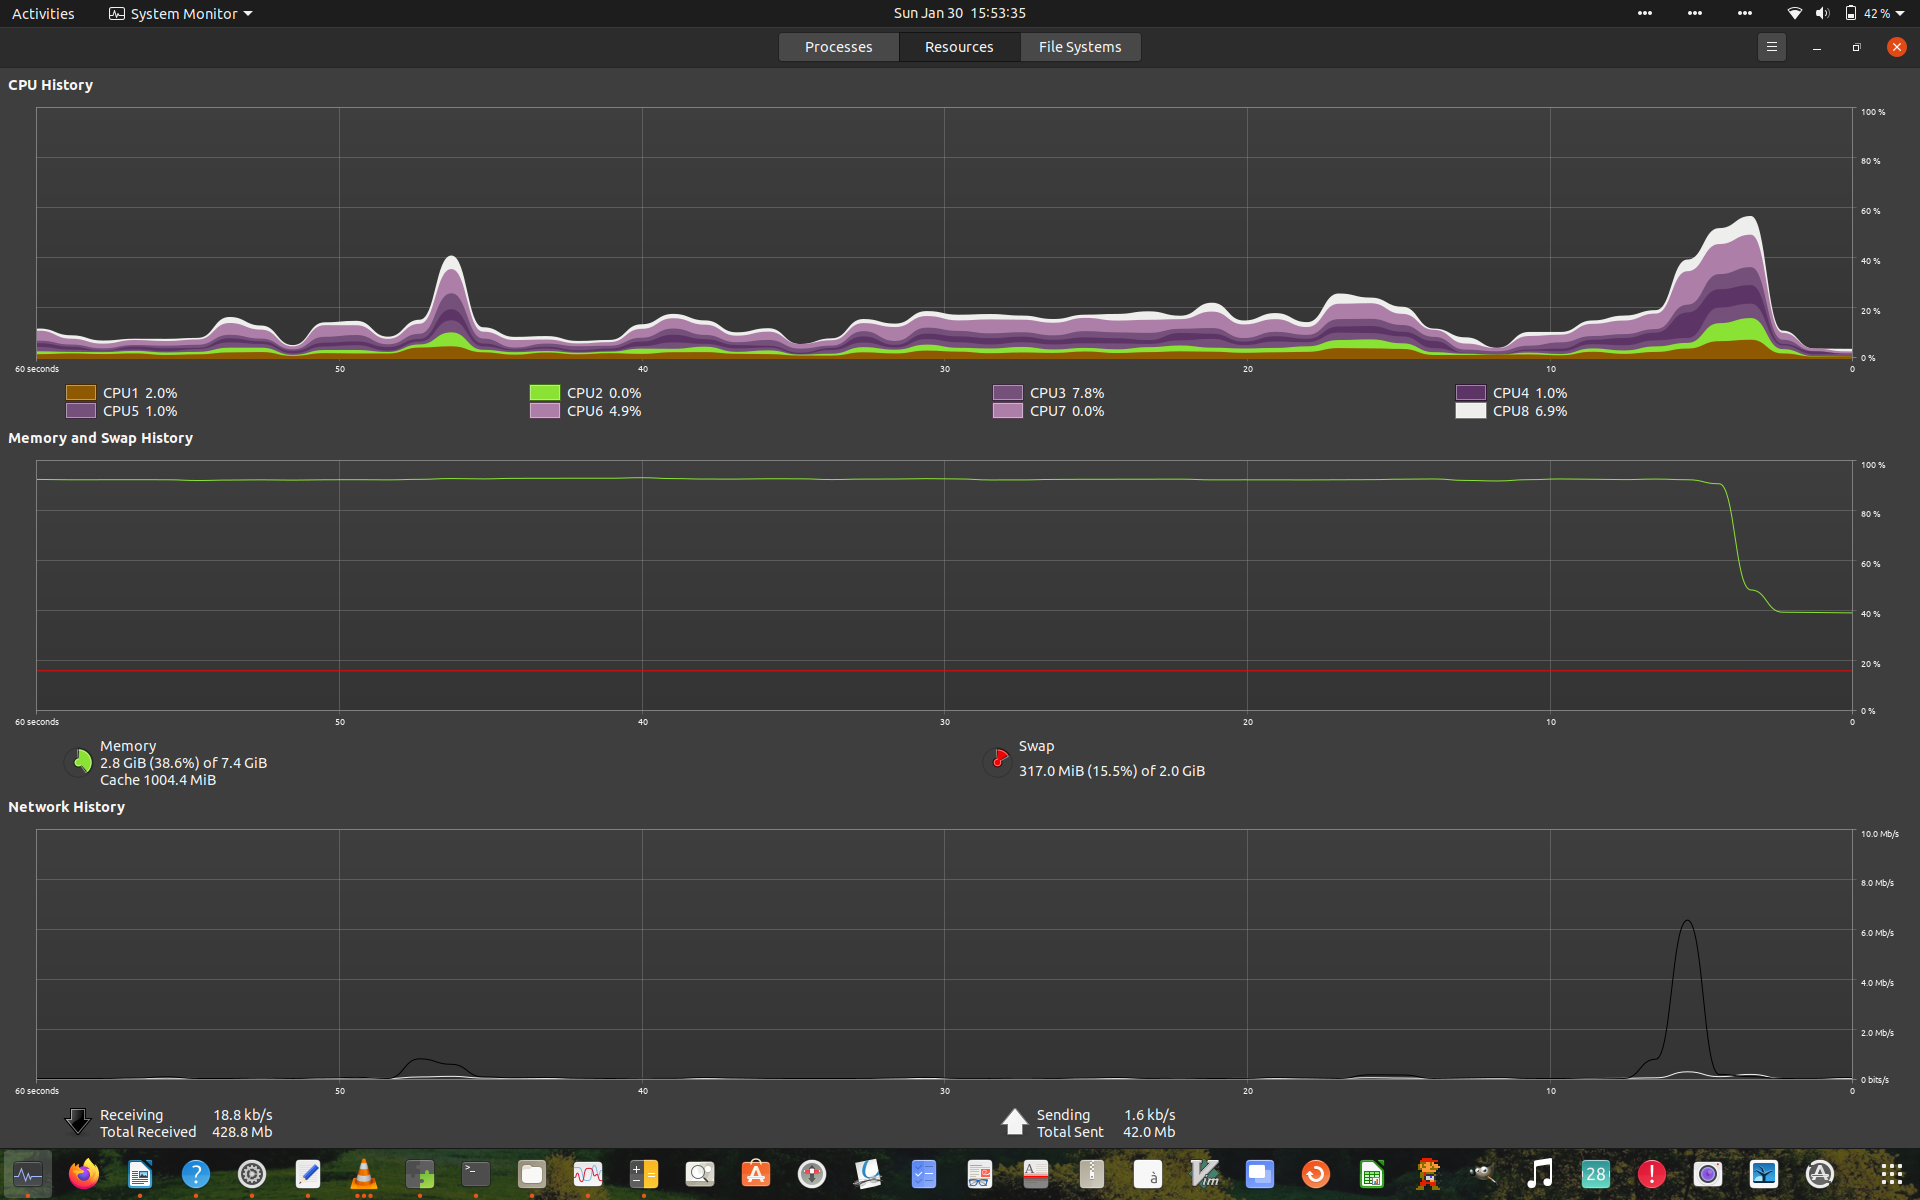 Activities System Monitor Sun Jan 30 15:53:35 42 %
Processes Resources File Systems
CPU History
100 %
80 %
60 %
40 %
20 %
0 %
60 seconds 50 40 30 20 10 0
CPU1 2.0% CPU2 0.0% CPU3 7.8% CPU4 1.0%
CPU5 1.0% CPU6 4.9% CPU7 0.0% CPU8 6.9%
Memory and Swap History
100 %
80 %
60 %
40 %
20 %
0 %
60 seconds 50 40 30 20 10 0
Memory
2.8 GiB (38.6%) of 7.4 GiB
Cache 1004.4 MiB
Swap
317.0 MiB (15.5%) of 2.0 GiB
Network History
10.0 Mb/s
8.0 Mb/s
6.0 Mb/s
4.0 Mb/s
2.0 Mb/s
0 bits/s
60 seconds 50 40 30 20 10 0
Receiving 18.8 kb/s
Total Received 428.8 Mb
Sending 1.6 kb/s
Total Sent 42.0 Mb
? >_ A à Vim 28 !